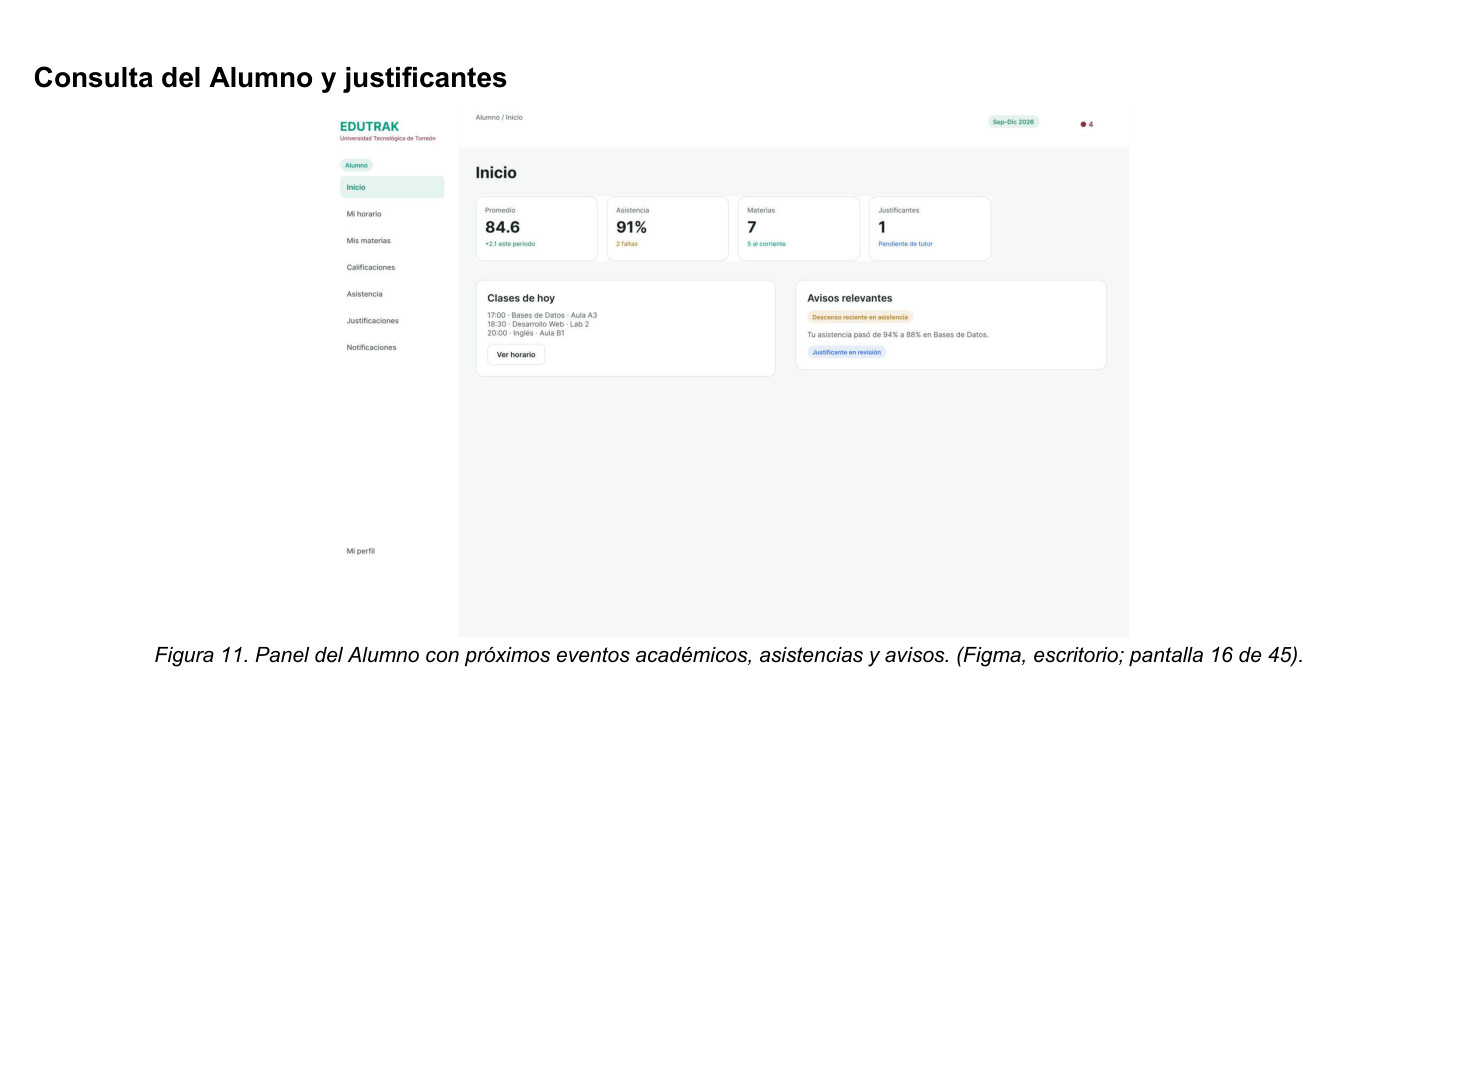 Consulta del Alumno y justificantes
EDUTRAK
Universidad Tecnológica de Torreón
Alumno
Inicio
Mi horario
Mis materias
Calificaciones
Asistencia
Justificaciones
Notificaciones
Mi perfil
Alumno / Inicio
Sep-Dic 2026
4
Inicio
Promedio
84.6
+2.1 este periodo
Asistencia
91%
2 faltas
Materias
7
5 al corriente
Justificantes
1
Pendiente de tutor
Clases de hoy
17:00 · Bases de Datos · Aula A3
18:30 · Desarrollo Web · Lab 2
20:00 · Inglés · Aula B1
Ver horario
Avisos relevantes
Descenso reciente en asistencia
Tu asistencia pasó de 94% a 88% en Bases de Datos.
Justificante en revisión
Figura 11. Panel del Alumno con próximos eventos académicos, asistencias y avisos. (Figma, escritorio; pantalla 16 de 45).